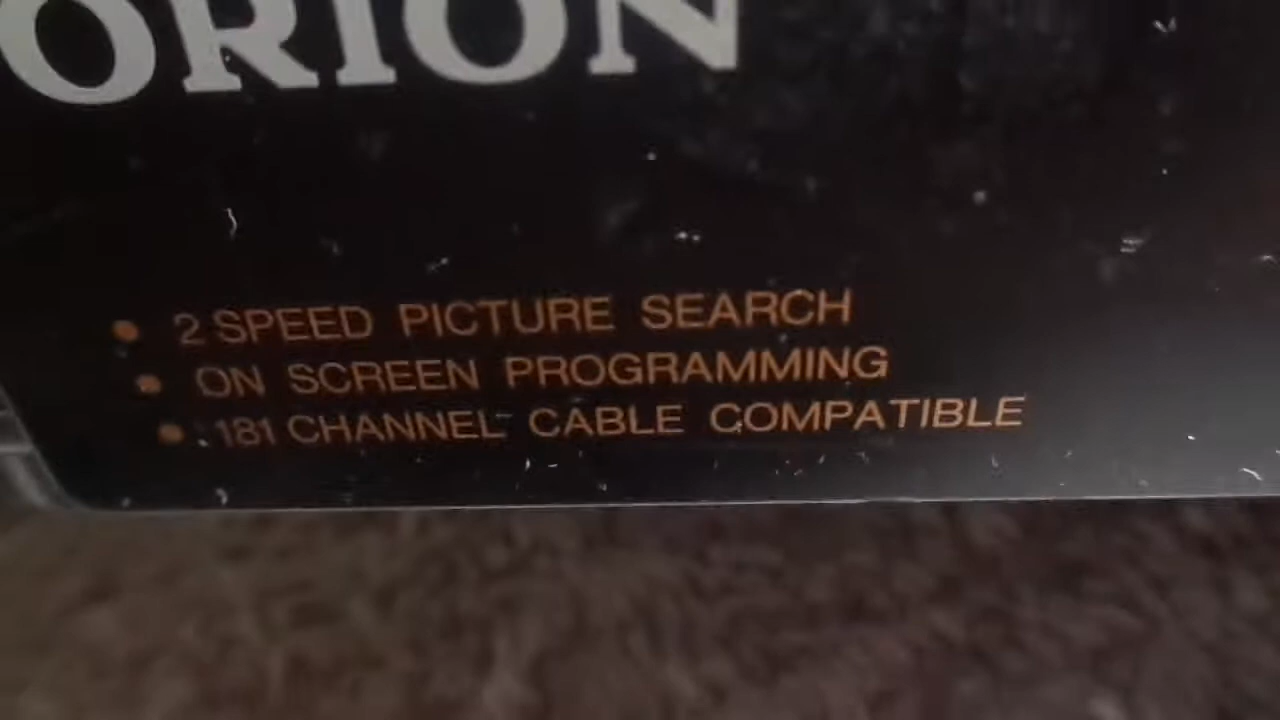 ORION
• 2 SPEED PICTURE SEARCH
• ON SCREEN PROGRAMMING
• 181 CHANNEL CABLE COMPATIBLE